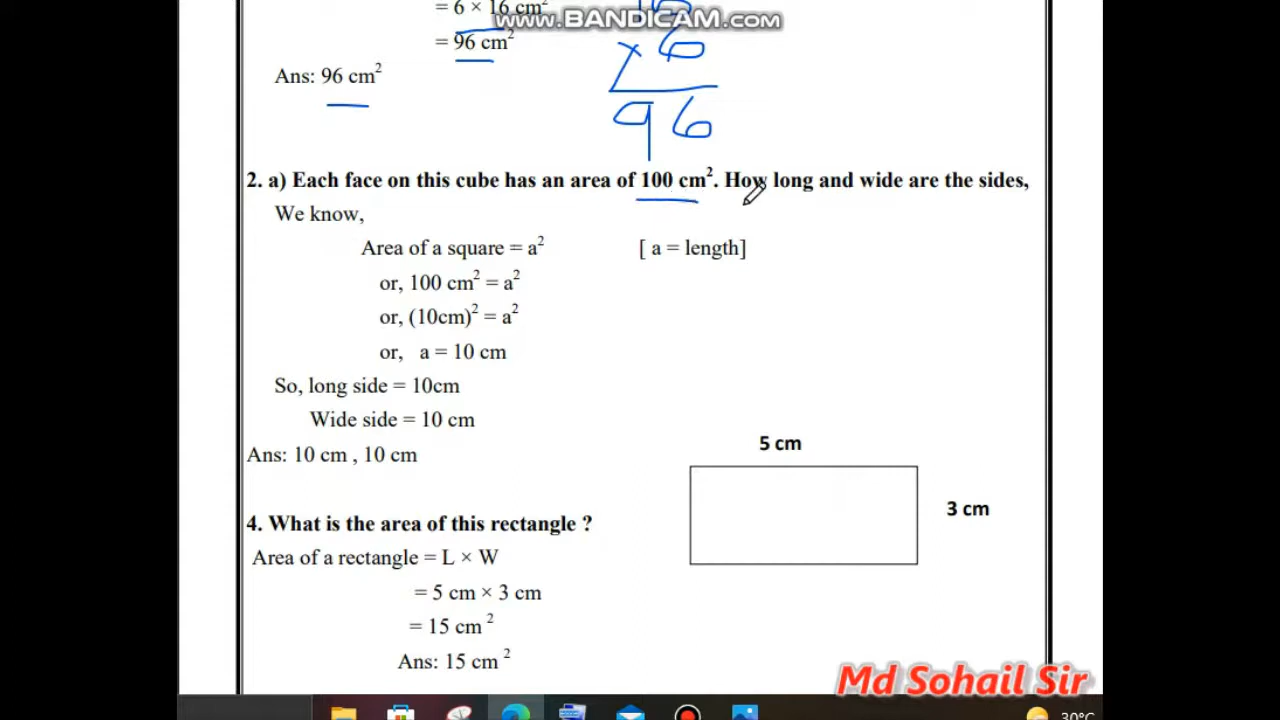 = 6 × 16 cm²
www.BANDICAM.com
16
= 96 cm²
× 6
Ans: 96 cm²
96
2. a) Each face on this cube has an area of 100 cm². How long and wide are the sides,
We know,
Area of a square = a² [ a = length]
or, 100 cm² = a²
or, (10cm)² = a²
or, a = 10 cm
So, long side = 10cm
Wide side = 10 cm
Ans: 10 cm , 10 cm
5 cm
3 cm
4. What is the area of this rectangle ?
Area of a rectangle = L × W
= 5 cm × 3 cm
= 15 cm ²
Ans: 15 cm ²
Md Sohail Sir
30°C